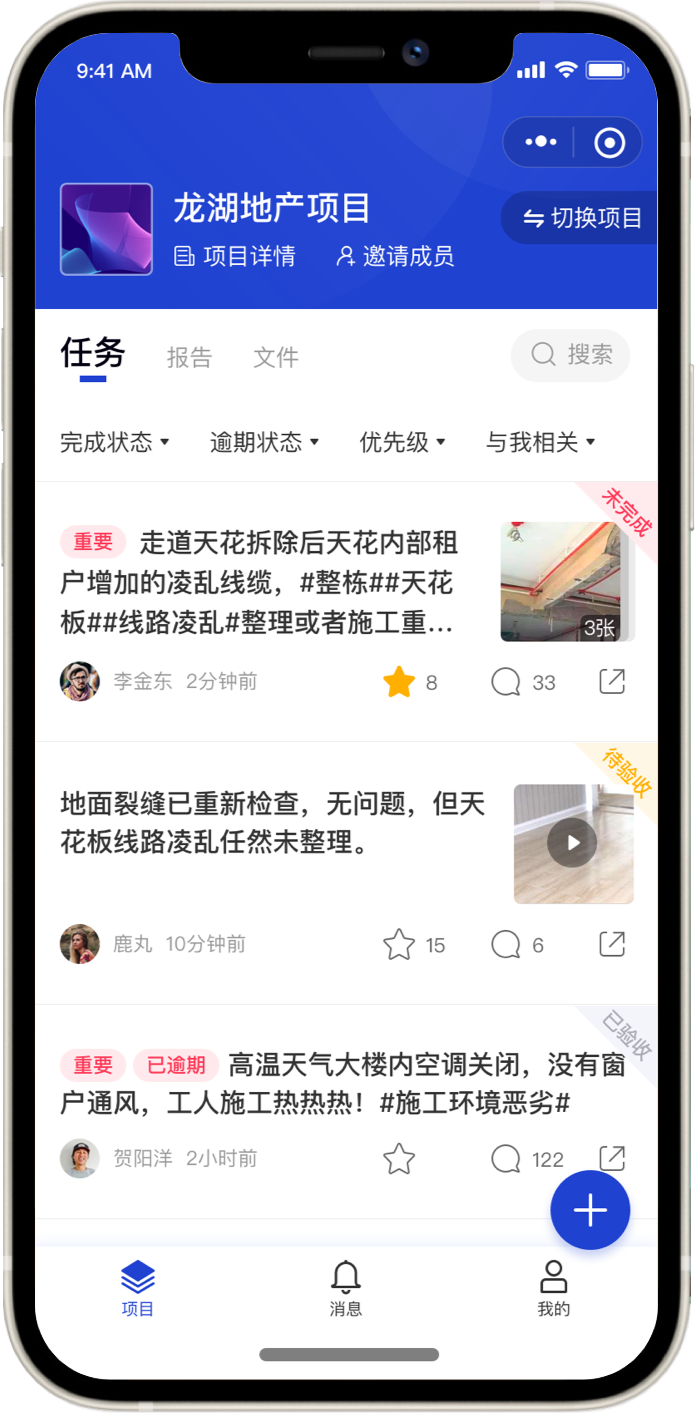 9:41 AM
龙湖地产项目
切换项目
项目详情 邀请成员
任务 报告 文件 搜索
完成状态 逾期状态 优先级 与我相关
未完成
重要 走道天花拆除后天花内部租
户增加的凌乱线缆，#整栋##天花
板##线路凌乱#整理或者施工重...
3张
李金东 2分钟前 8 33
待验收
地面裂缝已重新检查，无问题，但天
花板线路凌乱任然未整理。
鹿丸 10分钟前 15 6
已验收
重要 已逾期 高温天气大楼内空调关闭，没有窗
户通风，工人施工热热热！#施工环境恶劣#
贺阳洋 2小时前 122
项目 消息 我的